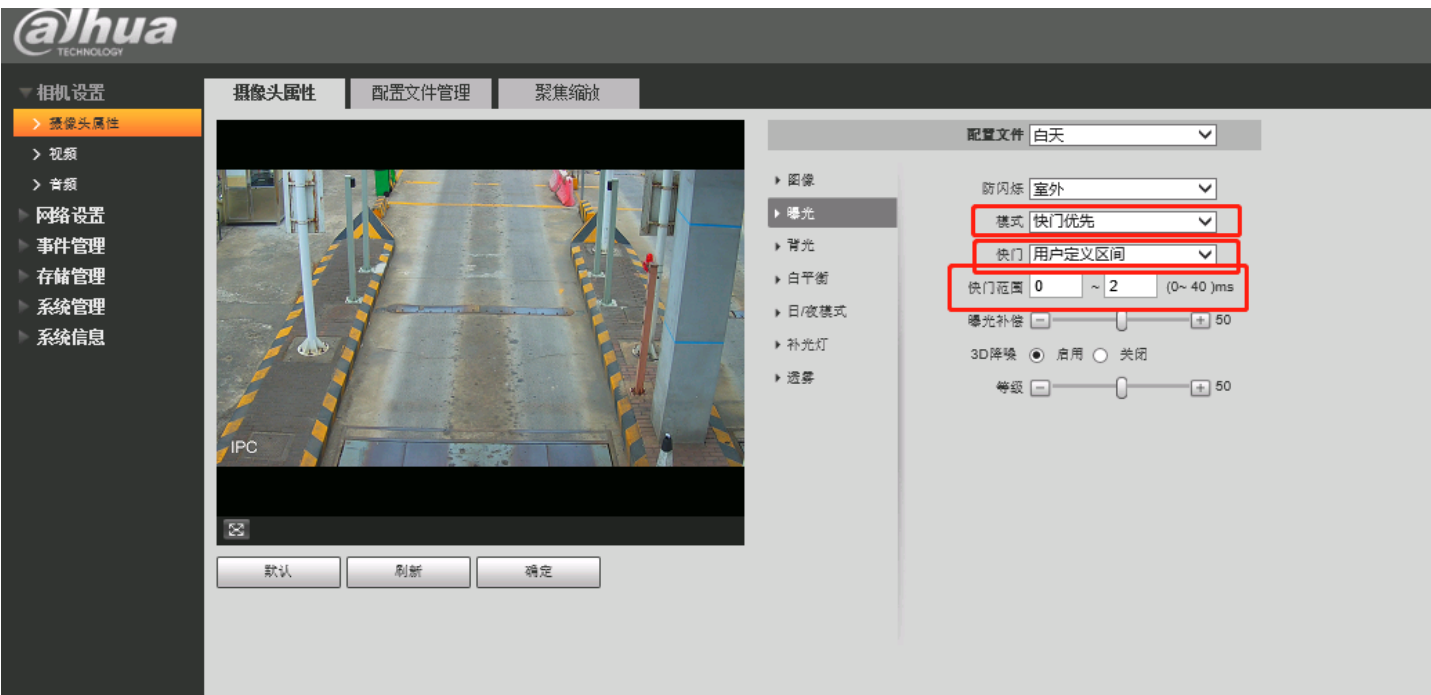 alhua
TECHNOLOGY
相机设置
摄像头属性
视频
音频
网络设置
事件管理
存储管理
系统管理
系统信息
摄像头属性 配置文件管理 聚焦缩放
IPC
默认 刷新 确定
配置文件 白天
图像
曝光
背光
白平衡
日/夜模式
补光灯
透雾
防闪烁 室外
模式 快门优先
快门 用户定义区间
快门范围 0 ~ 2 (0~ 40 )ms
曝光补偿 - + 50
3D降噪 启用 关闭
等级 - + 50